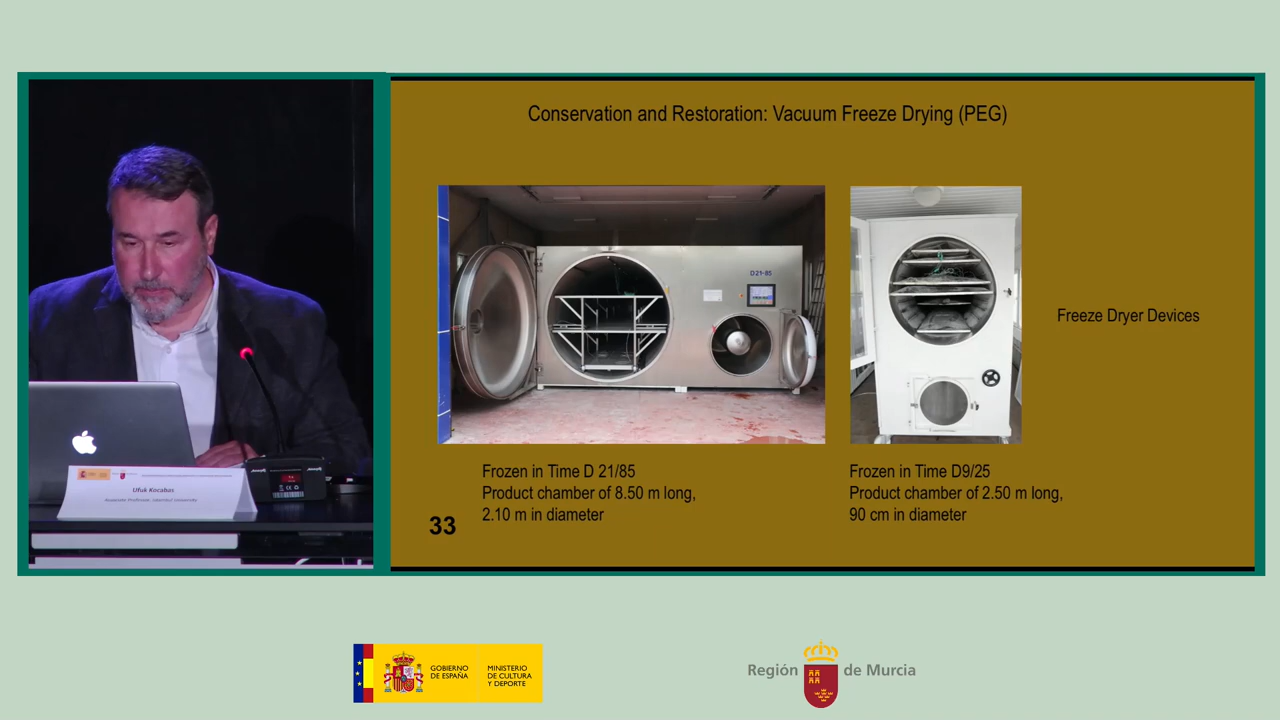 Conservation and Restoration: Vacuum Freeze Drying (PEG)
D21-85
Freeze Dryer Devices
Frozen in Time D 21/85
Product chamber of 8.50 m long,
2.10 m in diameter
Frozen in Time D9/25
Product chamber of 2.50 m long,
90 cm in diameter
33
Ufuk Kocabas
GOBIERNO
DE ESPAÑA
MINISTERIO
DE CULTURA
Y DEPORTE
Región de Murcia